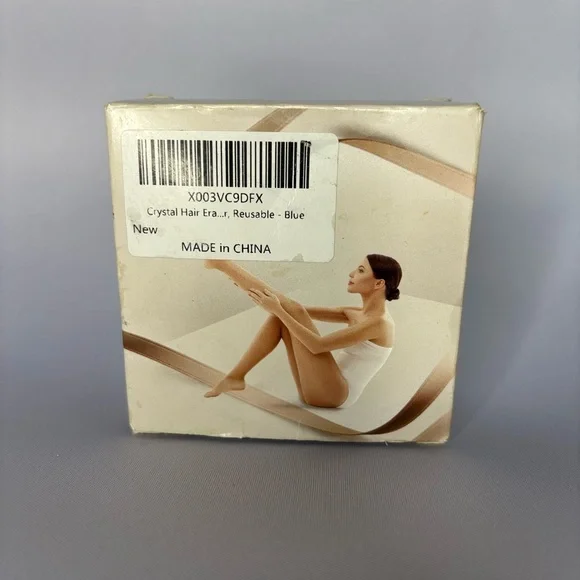 X003VC9DFX
Crystal Hair Era...r, Reusable - Blue
New
MADE in CHINA